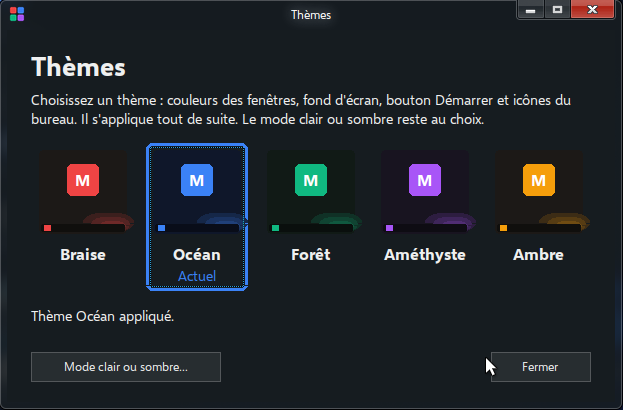 Thèmes
Thèmes
Choisissez un thème : couleurs des fenêtres, fond d'écran, bouton Démarrer et icônes du
bureau. Il s'applique tout de suite. Le mode clair ou sombre reste au choix.
M M M M M
Braise Océan Forêt Améthyste Ambre
Actuel
Thème Océan appliqué.
Mode clair ou sombre... Fermer